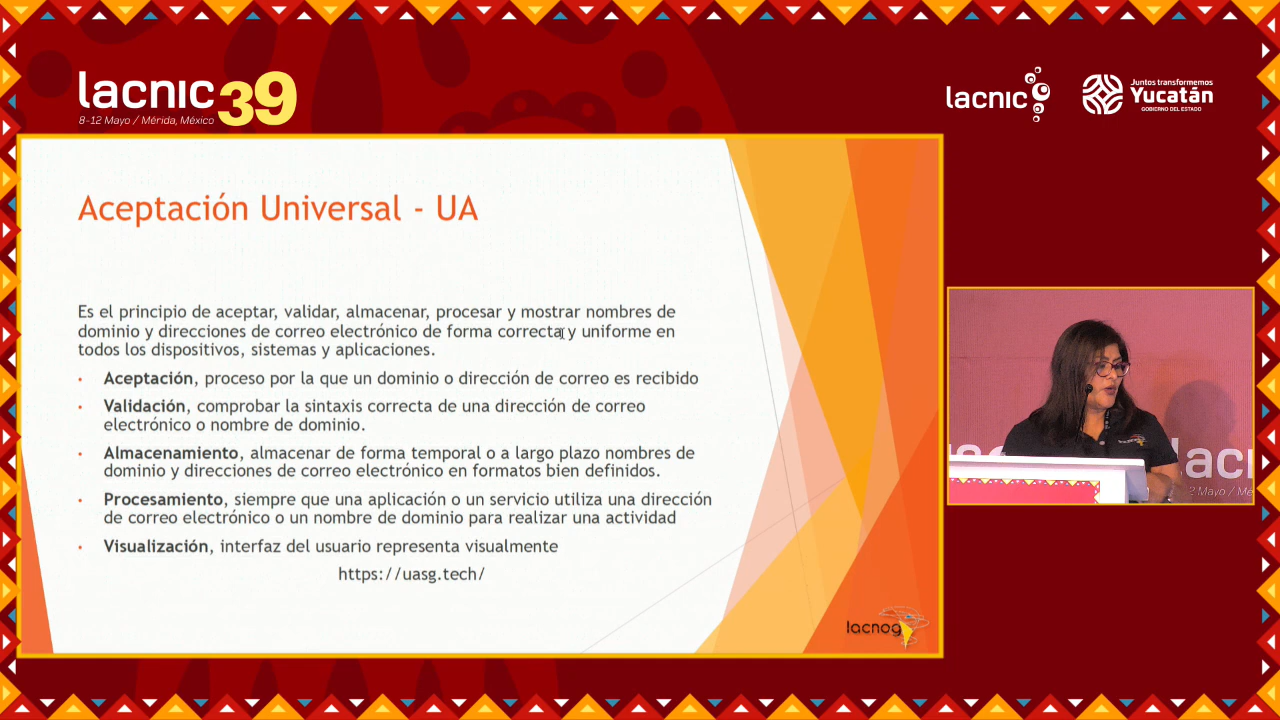 lacnic 39
8-12 Mayo / Mérida, México
lacnic
Juntos transformemos
Yucatán
GOBIERNO DEL ESTADO
Aceptación Universal - UA
Es el principio de aceptar, validar, almacenar, procesar y mostrar nombres de
dominio y direcciones de correo electrónico de forma correcta y uniforme en
todos los dispositivos, sistemas y aplicaciones.
• Aceptación, proceso por la que un dominio o dirección de correo es recibido
• Validación, comprobar la sintaxis correcta de una dirección de correo
electrónico o nombre de dominio.
• Almacenamiento, almacenar de forma temporal o a largo plazo nombres de
dominio y direcciones de correo electrónico en formatos bien definidos.
• Procesamiento, siempre que una aplicación o un servicio utiliza una dirección
de correo electrónico o un nombre de dominio para realizar una actividad
• Visualización, interfaz del usuario representa visualmente
https://uasg.tech/
lacnog